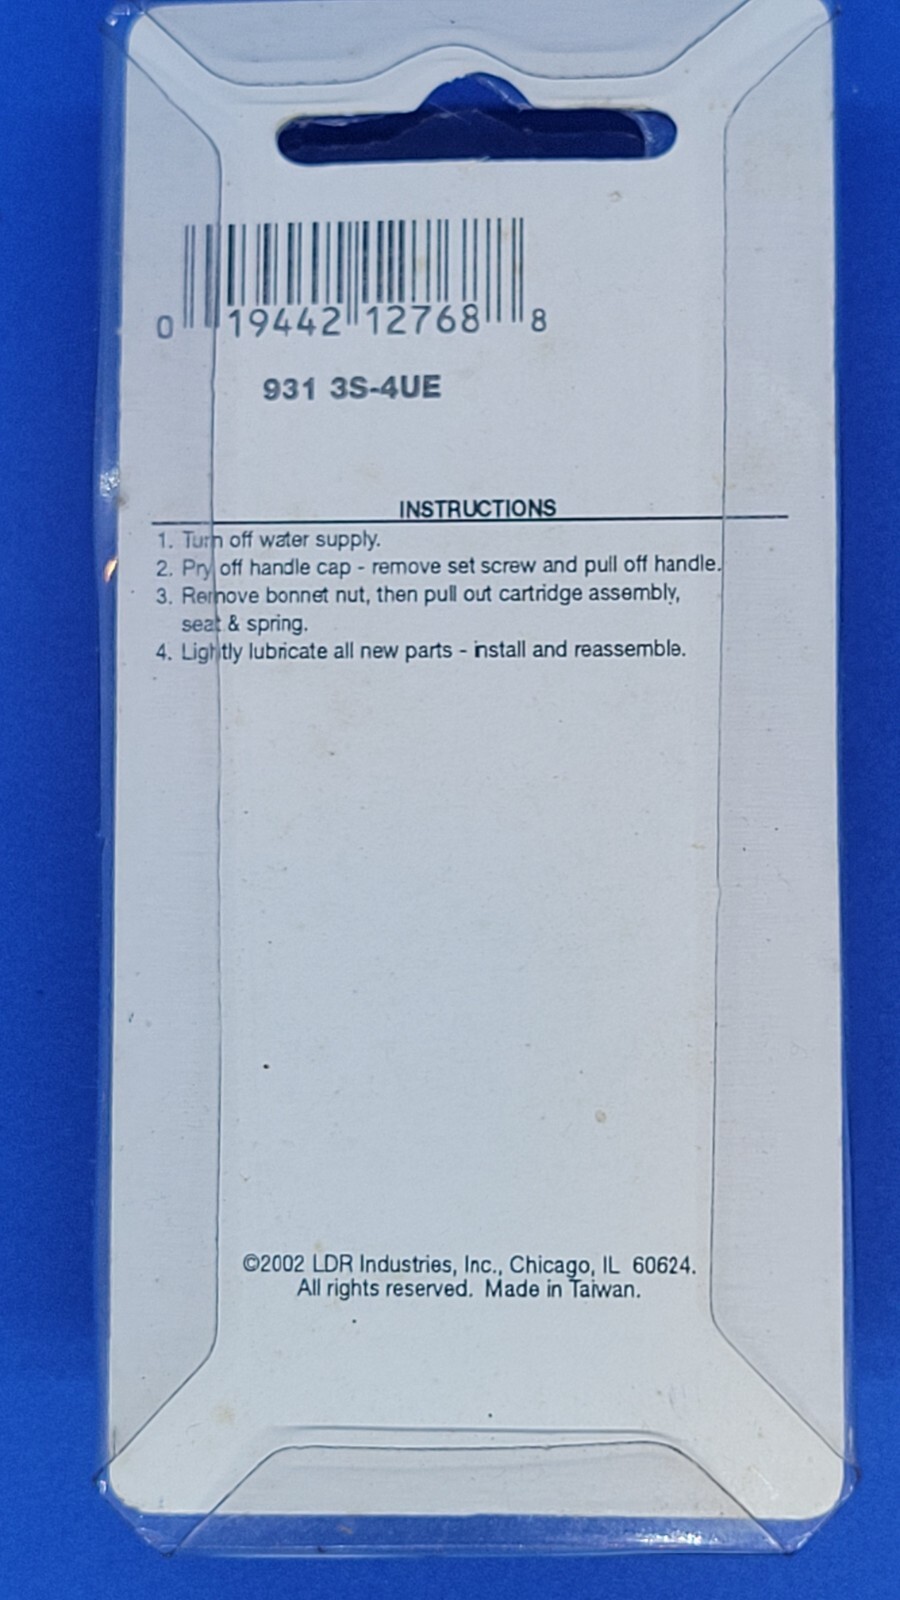 0 19442 12768 8
931 3S-4UE
INSTRUCTIONS
1. Turn off water supply.
2. Pry off handle cap - remove set screw and pull off handle.
3. Remove bonnet nut, then pull out cartridge assembly,
seat & spring.
4. Lightly lubricate all new parts - install and reassemble.
©2002 LDR Industries, Inc., Chicago, IL 60624.
All rights reserved. Made in Taiwan.